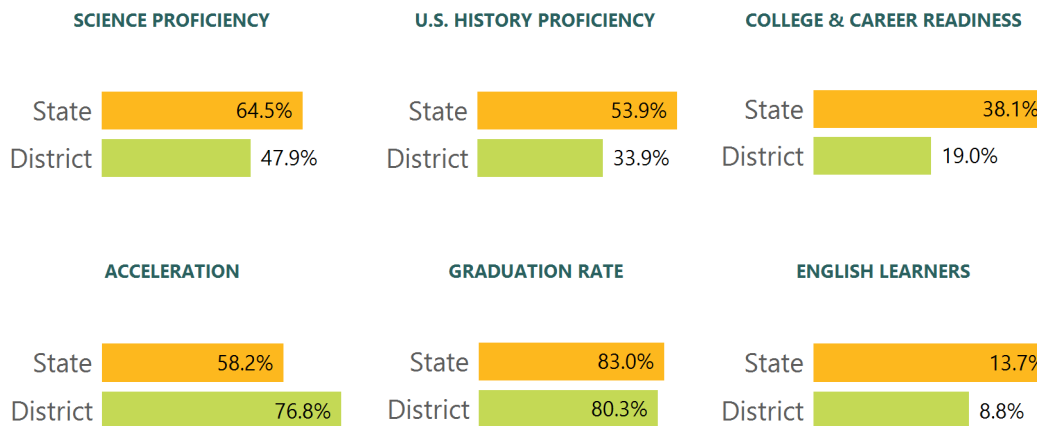 SCIENCE PROFICIENCY
State 64.5%
District 47.9%
U.S. HISTORY PROFICIENCY
State 53.9%
District 33.9%
COLLEGE & CAREER READINESS
State 38.1%
District 19.0%
ACCELERATION
State 58.2%
District 76.8%
GRADUATION RATE
State 83.0%
District 80.3%
ENGLISH LEARNERS
State 13.7%
District 8.8%